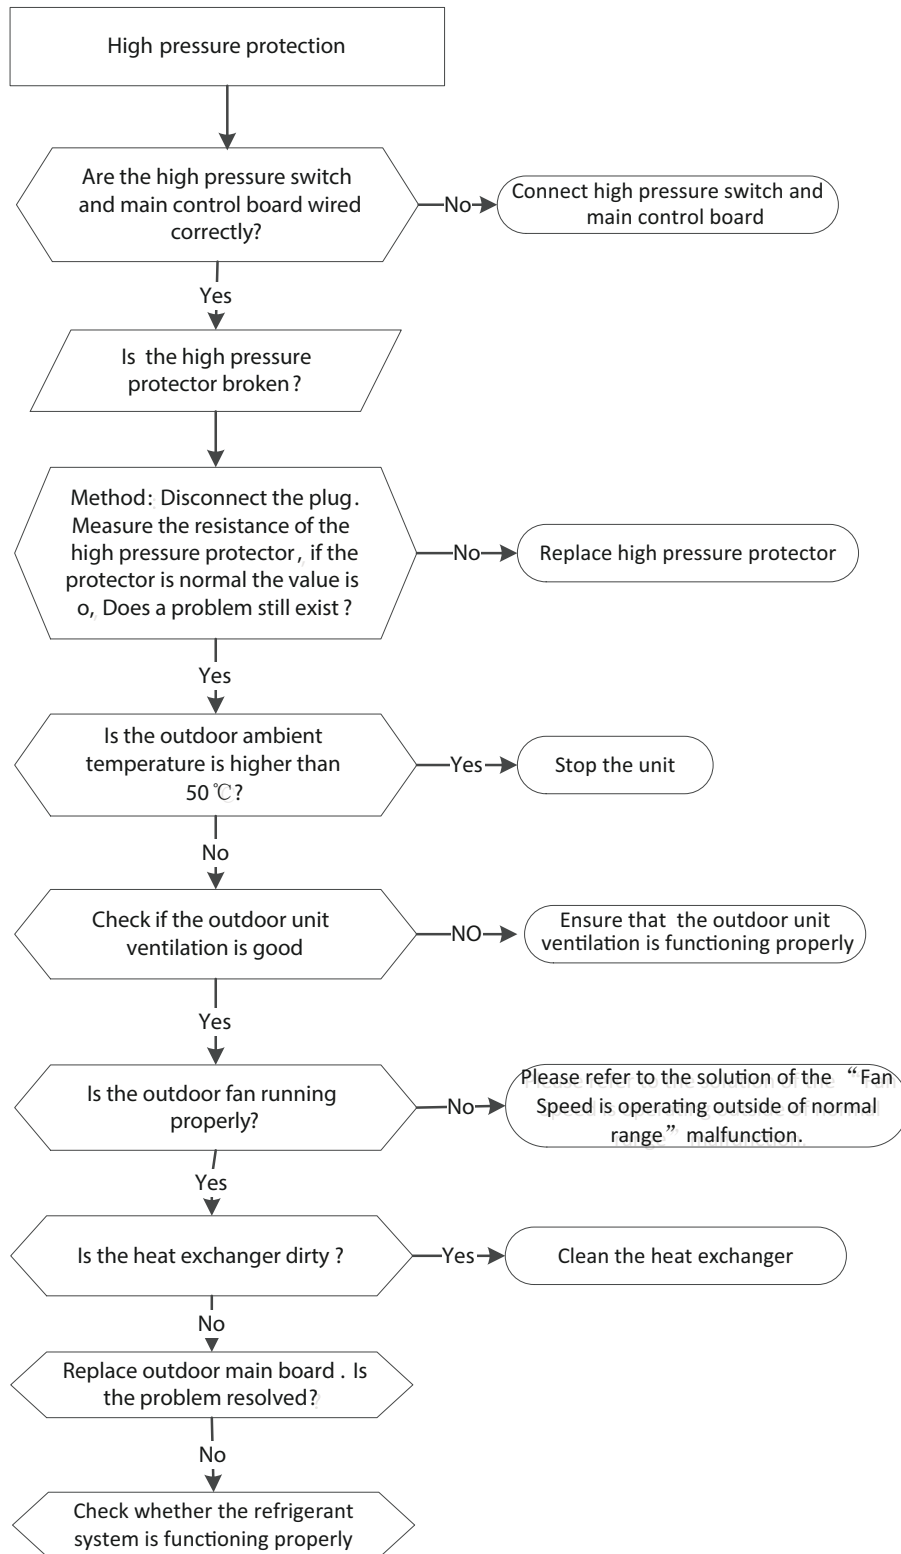 High pressure protection
Are the high pressure switch
and main control board wired
correctly?
No
Connect high pressure switch and
main control board
Yes
Is the high pressure
protector broken?
Method: Disconnect the plug.
Measure the resistance of the
high pressure protector, if the
protector is normal the value is
0, Does a problem still exist?
No
Replace high pressure protector
Yes
Is the outdoor ambient
temperature is higher than
50℃?
Yes
Stop the unit
No
Check if the outdoor unit
ventilation is good
NO
Ensure that the outdoor unit
ventilation is functioning properly
Yes
Is the outdoor fan running
properly?
No
Please refer to the solution of the “Fan
Speed is operating outside of normal
range” malfunction.
Yes
Is the heat exchanger dirty?
Yes
Clean the heat exchanger
No
Replace outdoor main board. Is
the problem resolved?
No
Check whether the refrigerant
system is functioning properly